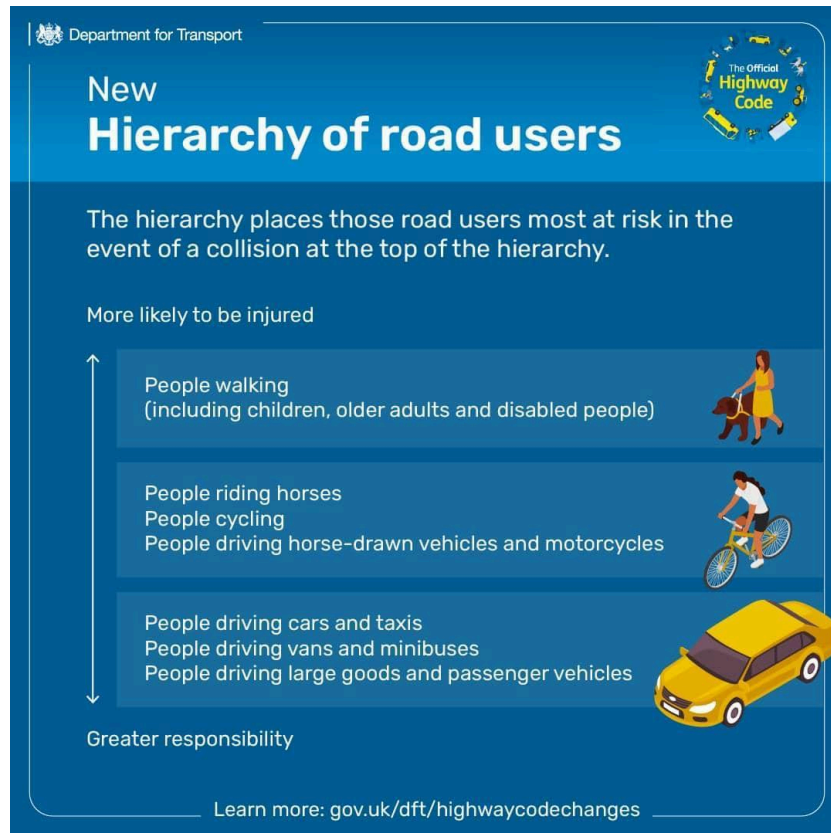 Department for Transport
The Official
Highway
Code
New
Hierarchy of road users
The hierarchy places those road users most at risk in the
event of a collision at the top of the hierarchy.
More likely to be injured
People walking
(including children, older adults and disabled people)
People riding horses
People cycling
People driving horse-drawn vehicles and motorcycles
People driving cars and taxis
People driving vans and minibuses
People driving large goods and passenger vehicles
Greater responsibility
Learn more: gov.uk/dft/highwaycodechanges